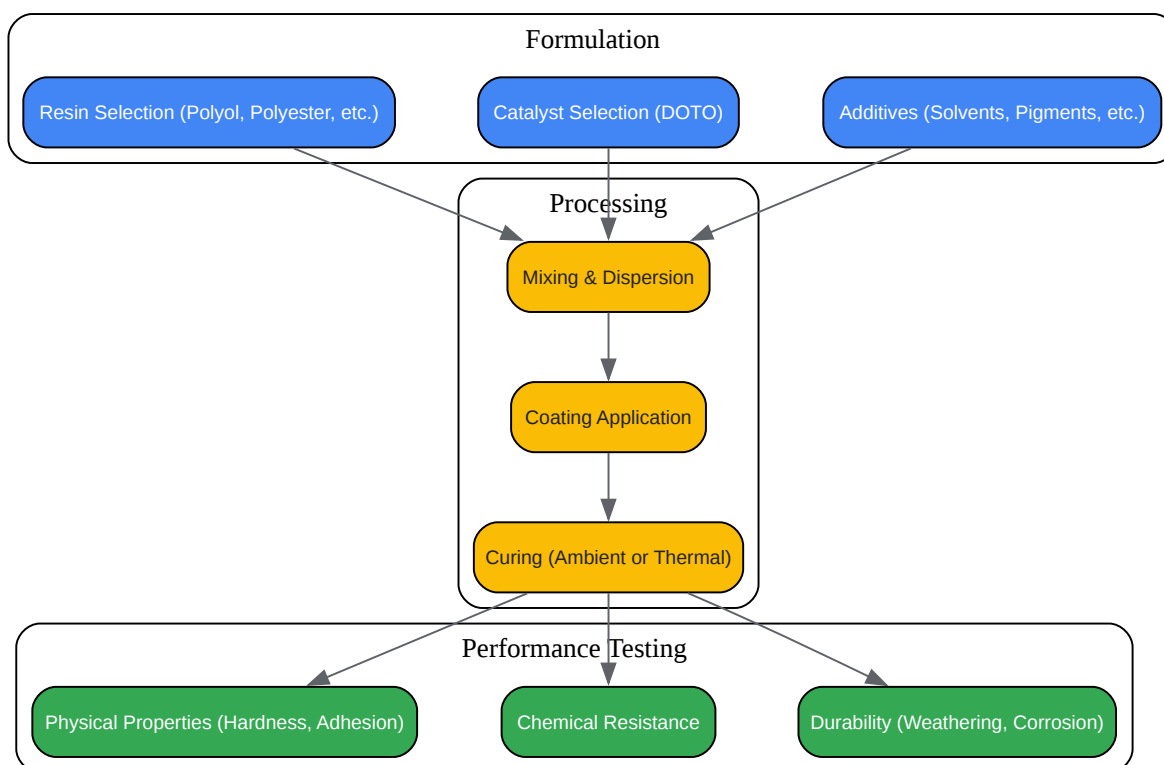 Formulation
Resin Selection (Polyol, Polyester, etc.)
Catalyst Selection (DOTO)
Additives (Solvents, Pigments, etc.)
Processing
Mixing & Dispersion
Coating Application
Curing (Ambient or Thermal)
Performance Testing
Physical Properties (Hardness, Adhesion)
Chemical Resistance
Durability (Weathering, Corrosion)